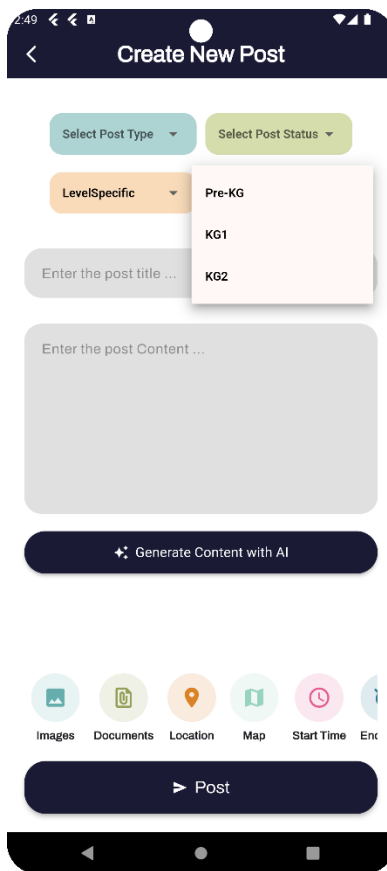 2:49
Create New Post
Select Post Type
Select Post Status
LevelSpecific
Pre-KG
KG1
KG2
Enter the post title ...
Enter the post Content ...
Generate Content with AI
Images Documents Location Map Start Time
Post